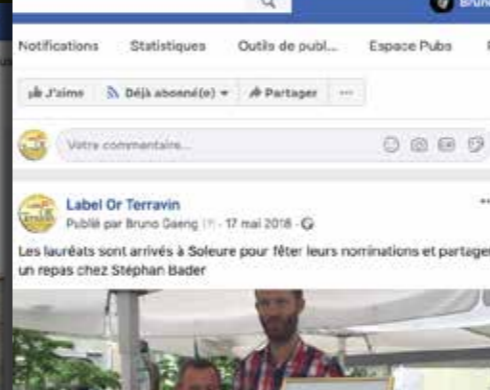 Bruno
Notifications Statistiques Outils de publ... Espace Pubs
J'aime Déjà abonné(e) Partager ...
Votre commentaire...
Label Or Terravin
Publié par Bruno Gaeng [?] · 17 mai 2018 ·
Les lauréats sont arrivés à Soleure pour fêter leurs nominations et partager
un repas chez Stéphan Bader